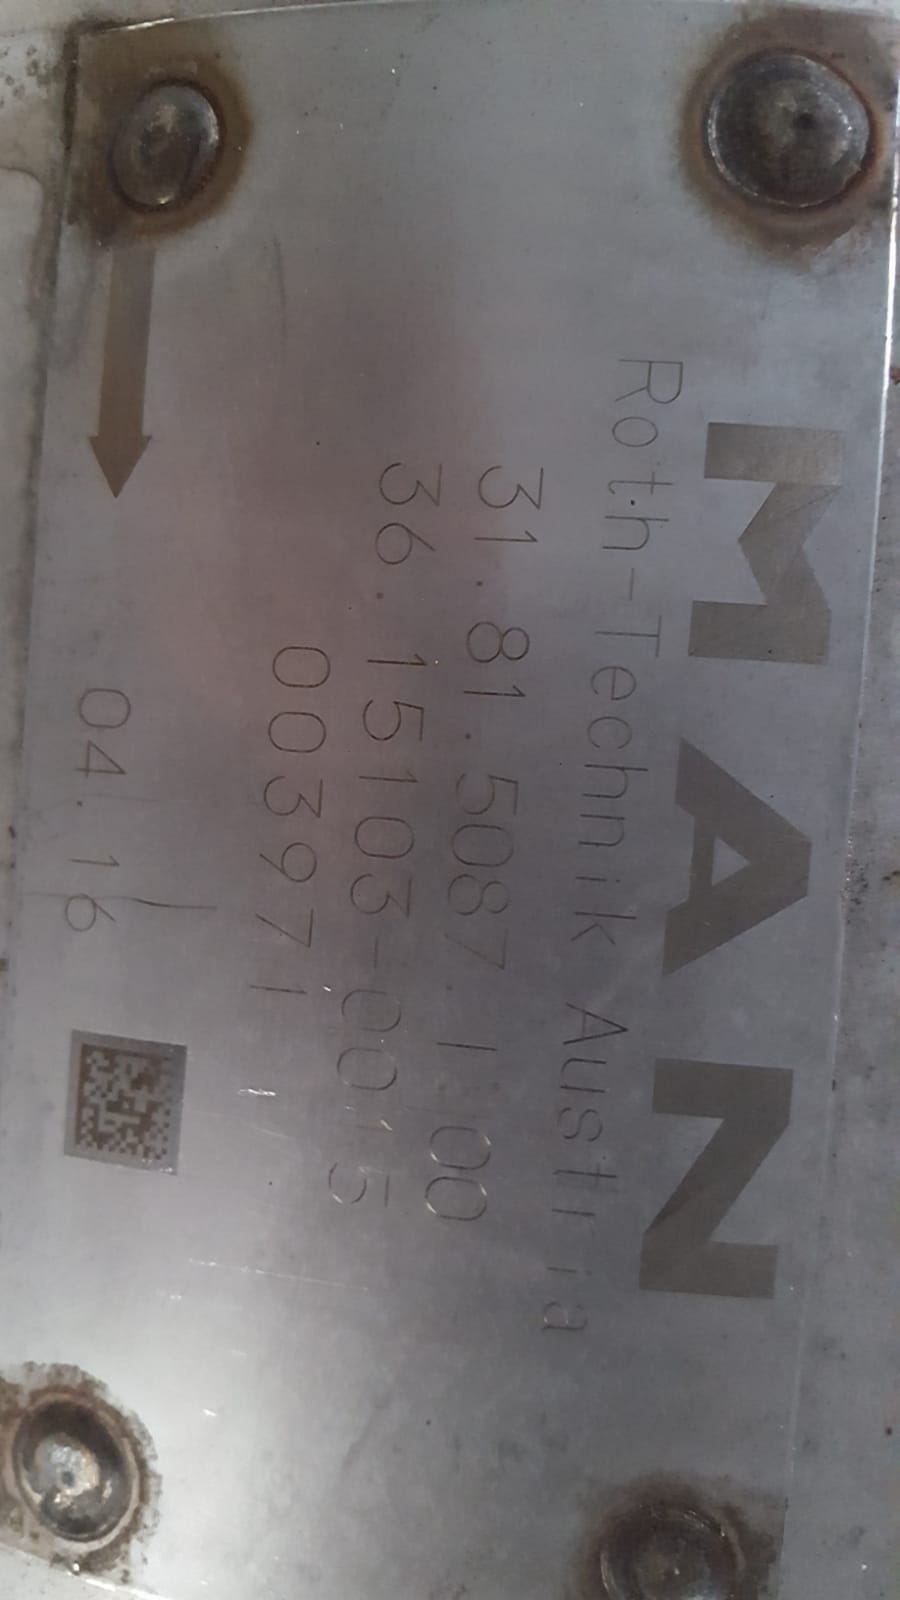 MAN
Roth-Technik Austria
31.81.5087.1.00
36.15103-0015
003971
04.16